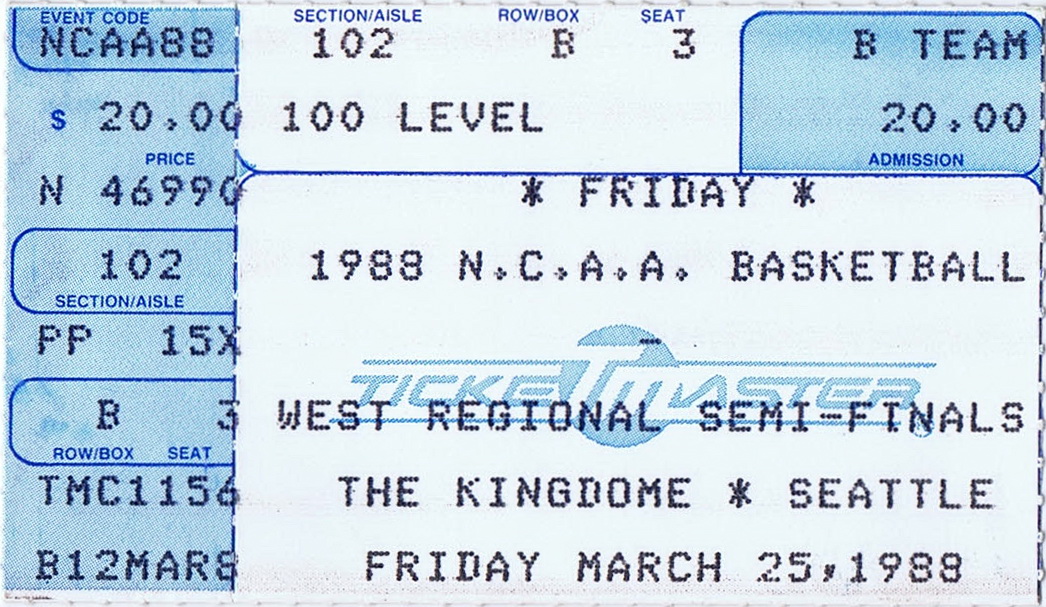 EVENT CODE
NCAA88
$ 20.00
PRICE
N 46990
102
SECTION/AISLE
PP 15X
B 3
ROW/BOX SEAT
TMC1156
B12MAR8
SECTION/AISLE ROW/BOX SEAT
102 B 3 B TEAM
100 LEVEL 20.00
ADMISSION
* FRIDAY *
1988 N.C.A.A. BASKETBALL
-
TICKETMASTER ®
WEST REGIONAL SEMI-FINALS
THE KINGDOME * SEATTLE
FRIDAY MARCH 25,1988